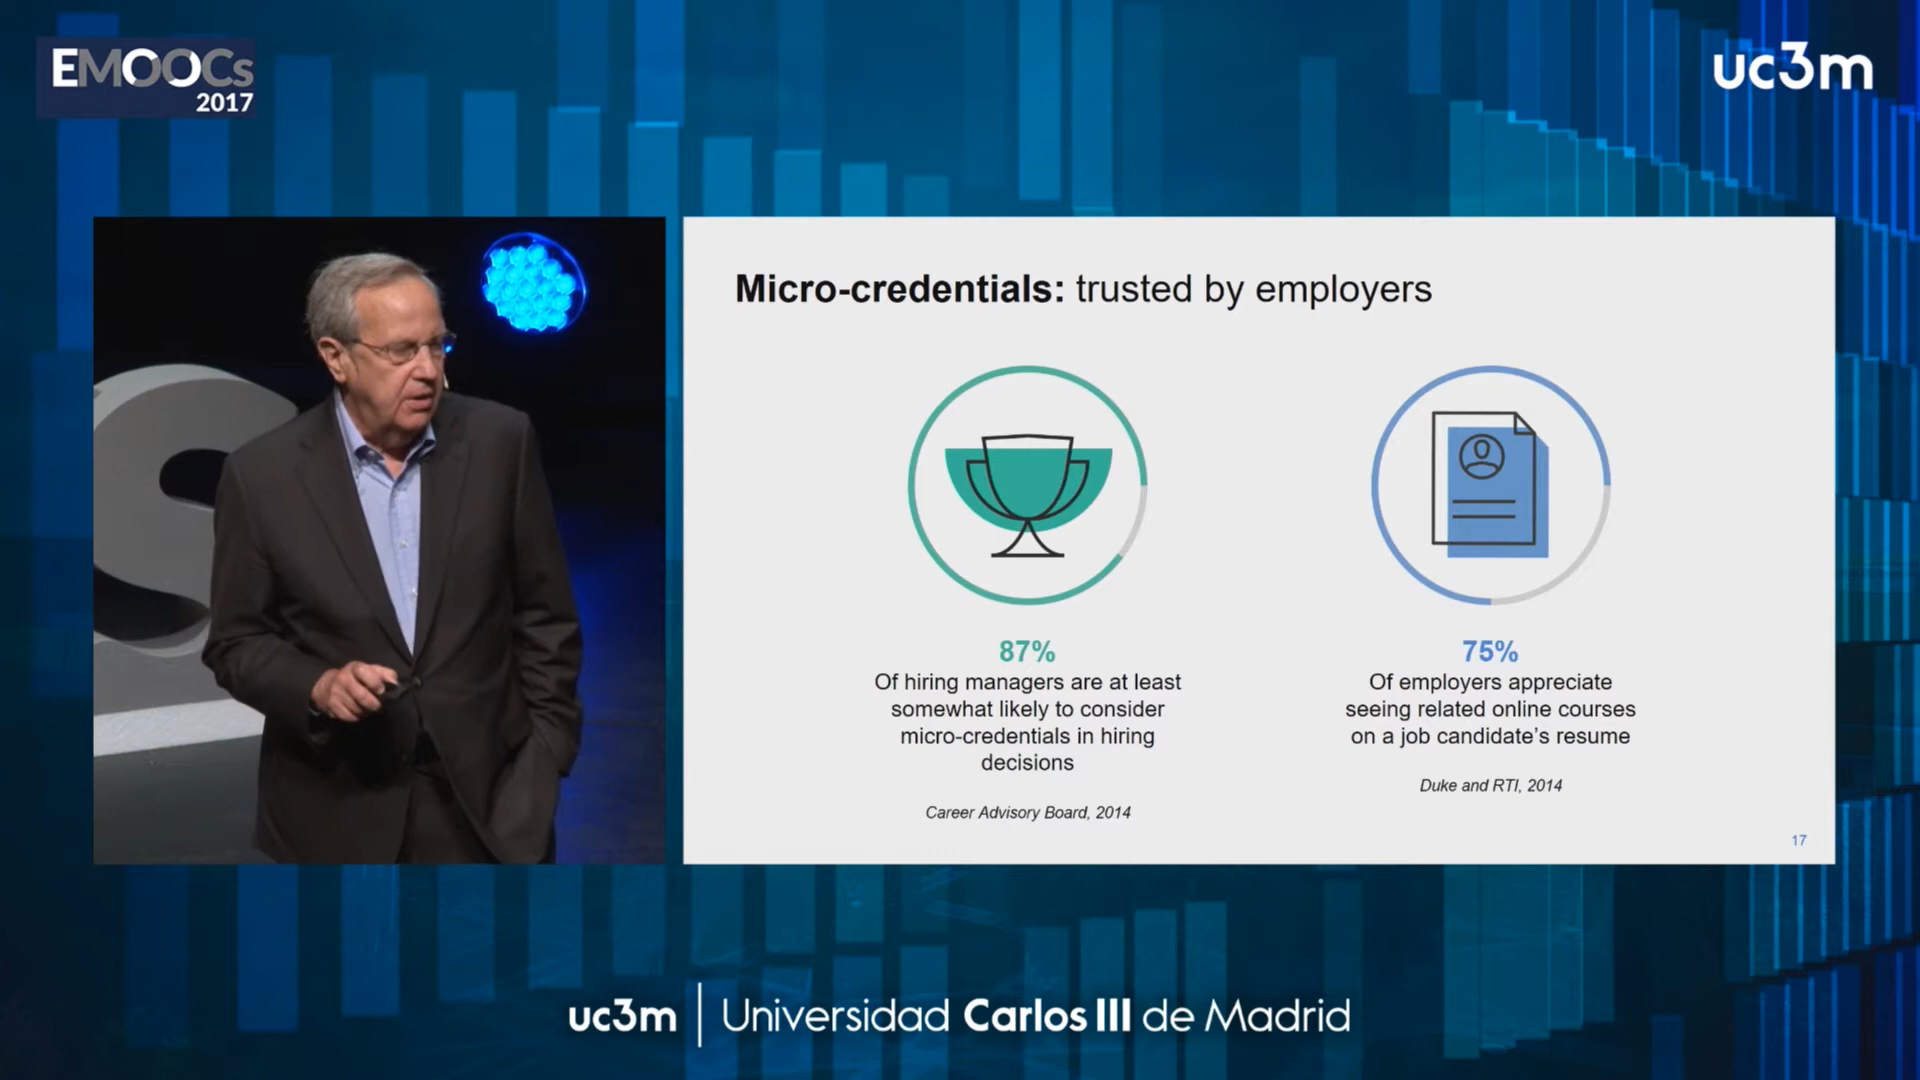 EMOOCs
2017
uc3m
Micro-credentials: trusted by employers
87%
Of hiring managers are at least
somewhat likely to consider
micro-credentials in hiring
decisions
Career Advisory Board, 2014
75%
Of employers appreciate
seeing related online courses
on a job candidate's resume
Duke and RTI, 2014
17
uc3m | Universidad Carlos III de Madrid